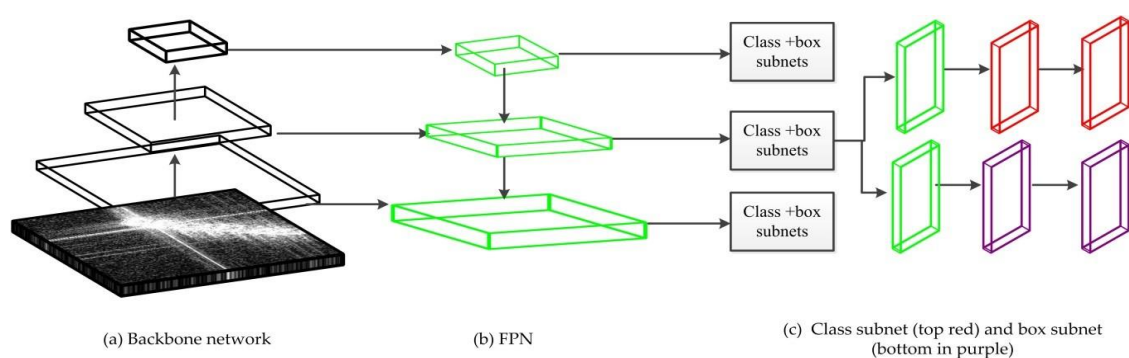 Class +box
subnets
Class +box
subnets
Class +box
subnets
(a) Backbone network
(b) FPN
(c) Class subnet (top red) and box subnet
(bottom in purple)